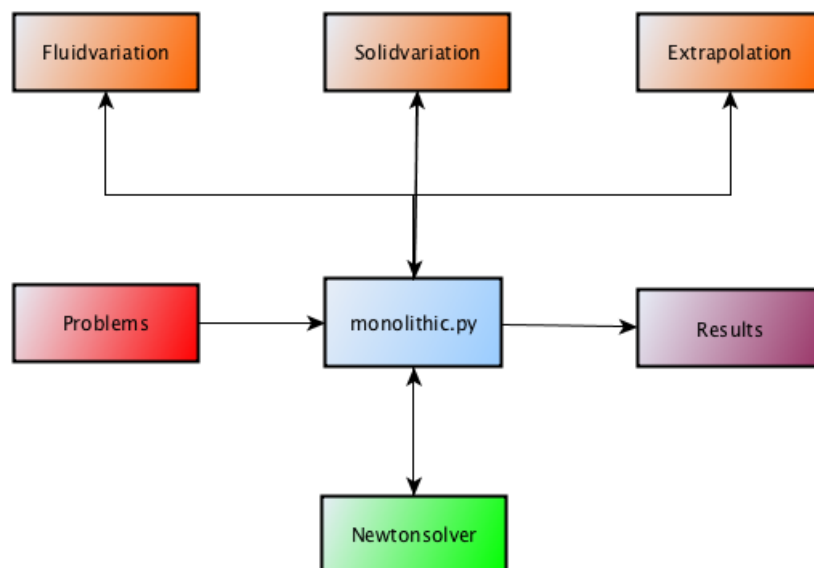 Fluidvariation
Solidvariation
Extrapolation
Problems
monolithic.py
Results
Newtonsolver